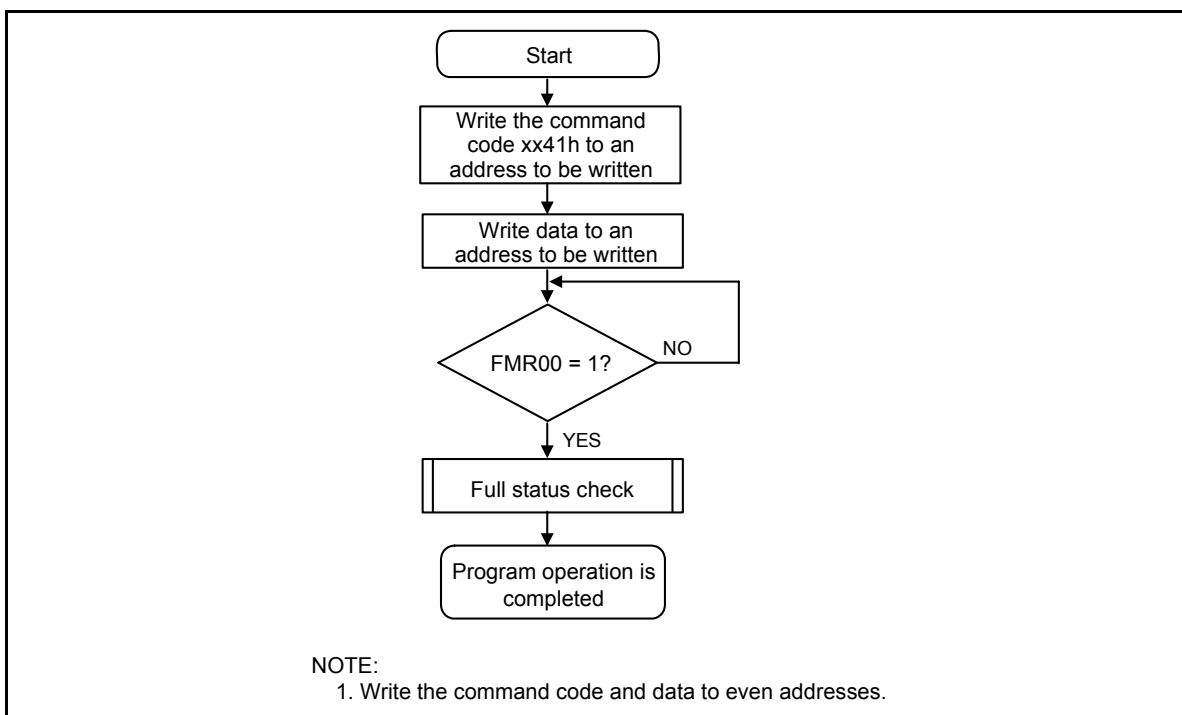 Start
Write the command
code xx41h to an
address to be written
Write data to an
address to be written
FMR00 = 1?
NO
YES
Full status check
Program operation is
completed
NOTE:
1. Write the command code and data to even addresses.